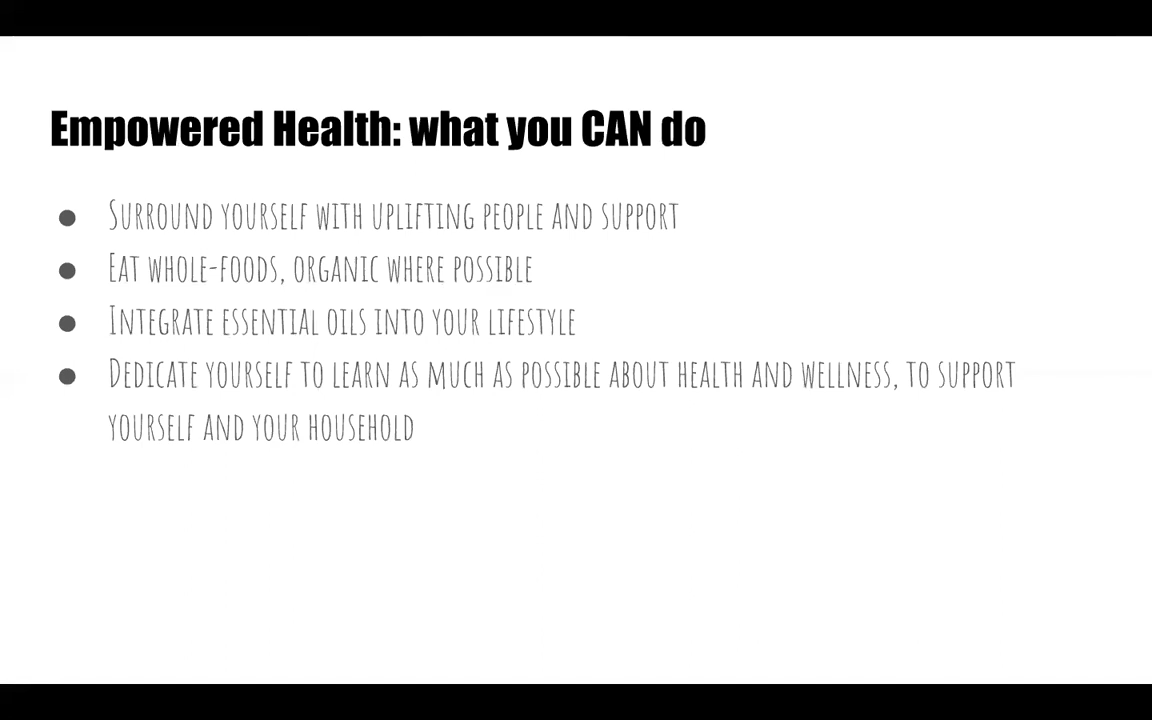 Empowered Health: what you CAN do
● Surround yourself with uplifting people and support
● Eat whole-foods, organic where possible
● Integrate essential oils into your lifestyle
● Dedicate yourself to learn as much as possible about health and wellness, to support
yourself and your household